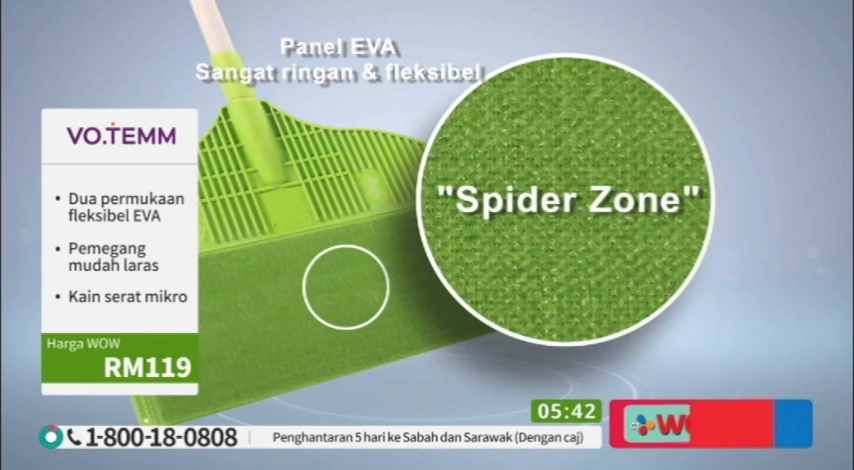 Panel EVA
Sangat ringan & fleksibel
"Spider Zone"
VO.TEMM
• Dua permukaan
fleksibel EVA
• Pemegang
mudah laras
• Kain serat mikro
Harga WOW
RM119
05:42
1-800-18-0808
Penghantaran 5 hari ke Sabah dan Sarawak (Dengan caj)
CJ